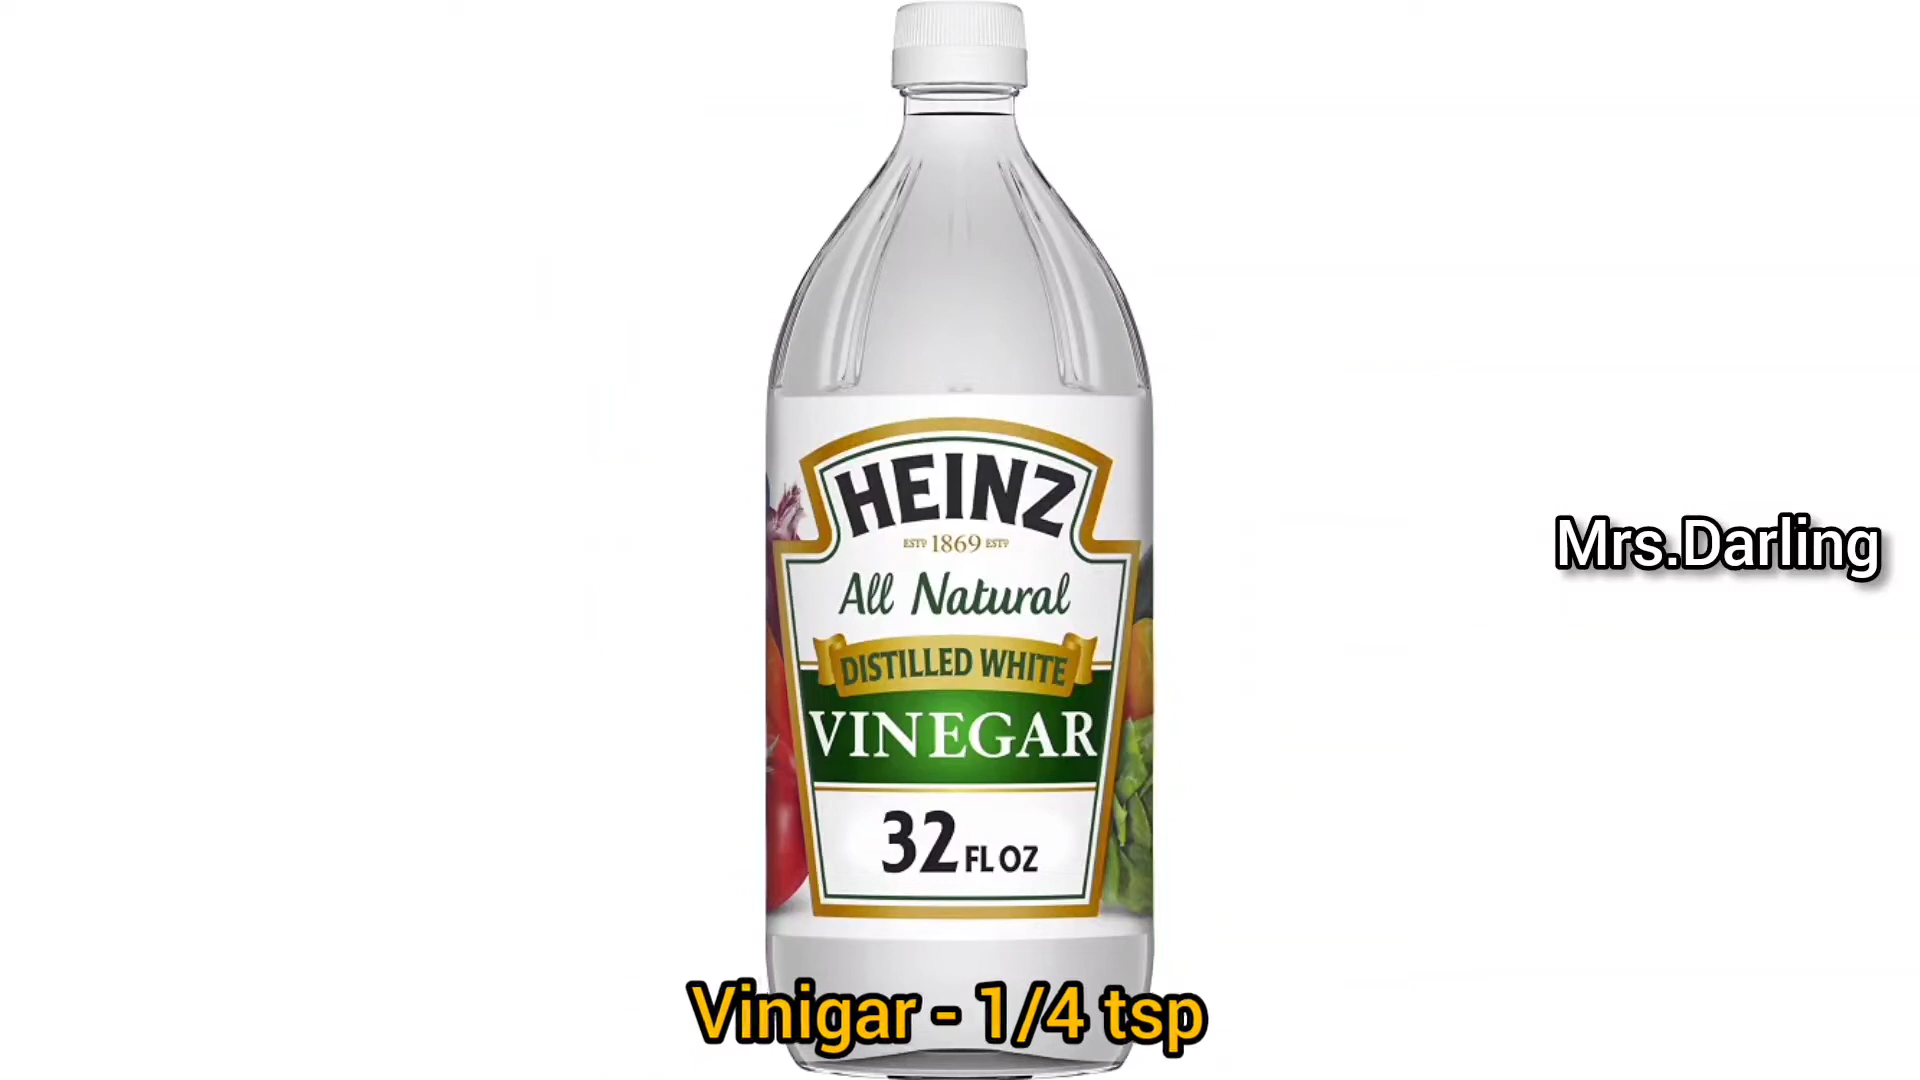 HEINZ
ESTD 1869 ESTD
All Natural
DISTILLED WHITE
VINEGAR
32 FL OZ
Mrs.Darling
Vinigar - 1/4 tsp